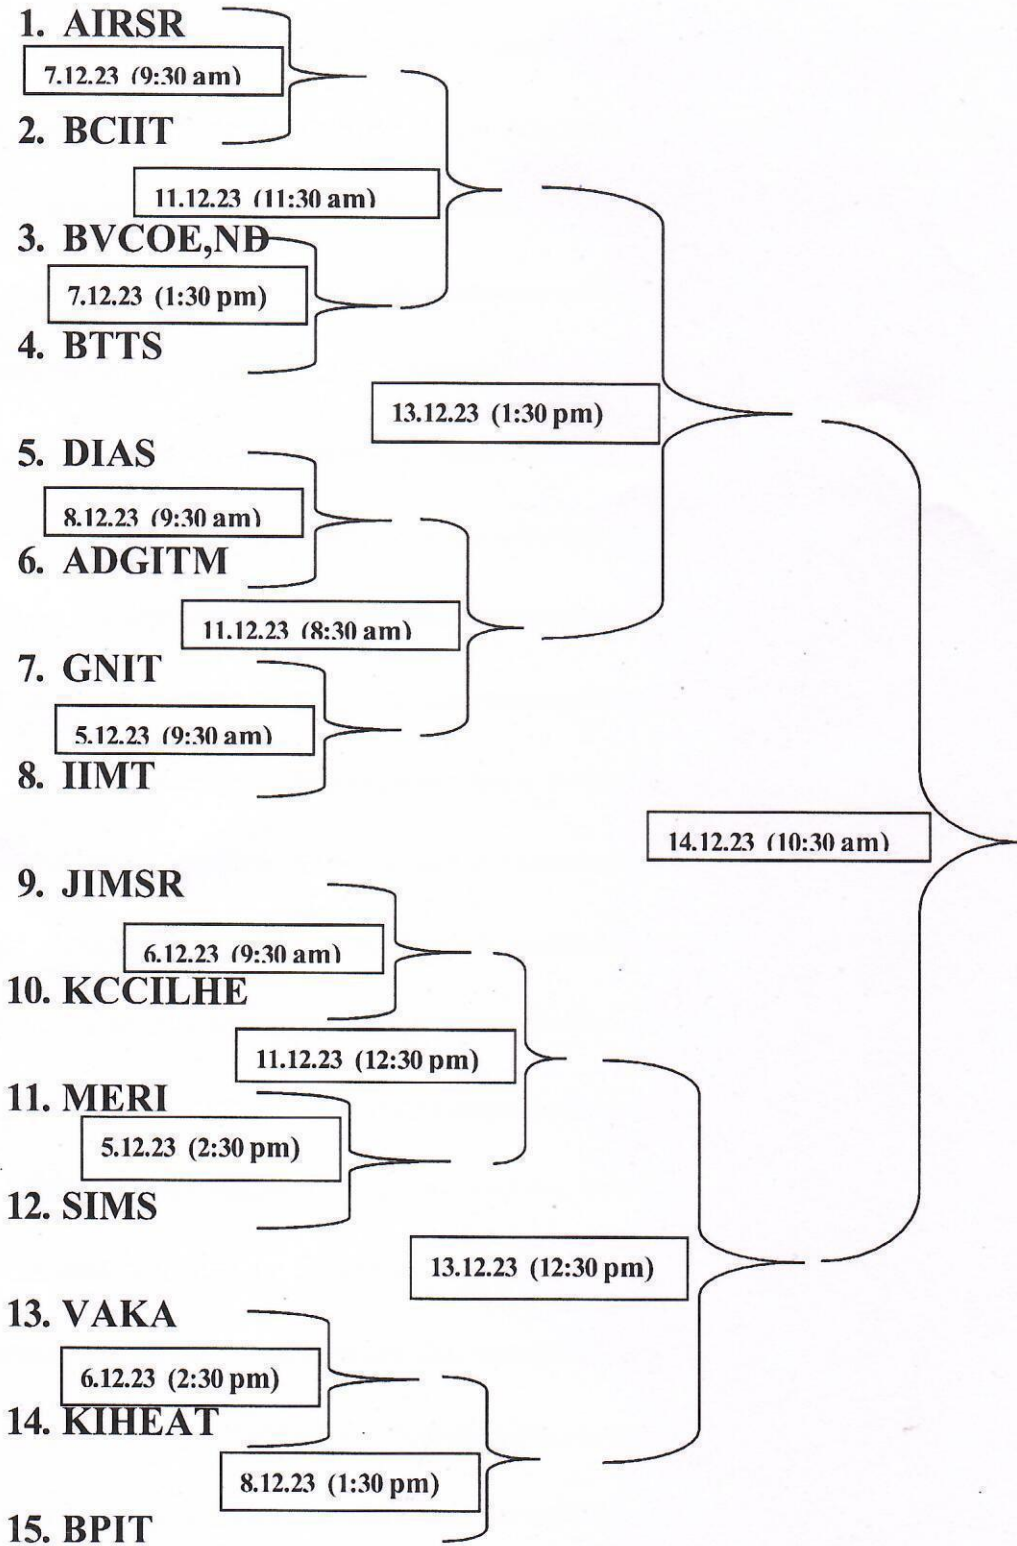 1. AIRSR
7.12.23 (9:30 am)
2. BCIIT
11.12.23 (11:30 am)
3. BVCOE,ND
7.12.23 (1:30 pm)
4. BTTS
13.12.23 (1:30 pm)
5. DIAS
8.12.23 (9:30 am)
6. ADGITM
11.12.23 (8:30 am)
7. GNIT
5.12.23 (9:30 am)
8. IIMT
14.12.23 (10:30 am)
9. JIMSR
6.12.23 (9:30 am)
10. KCCILHE
11.12.23 (12:30 pm)
11. MERI
5.12.23 (2:30 pm)
12. SIMS
13.12.23 (12:30 pm)
13. VAKA
6.12.23 (2:30 pm)
14. KIHEAT
8.12.23 (1:30 pm)
15. BPIT